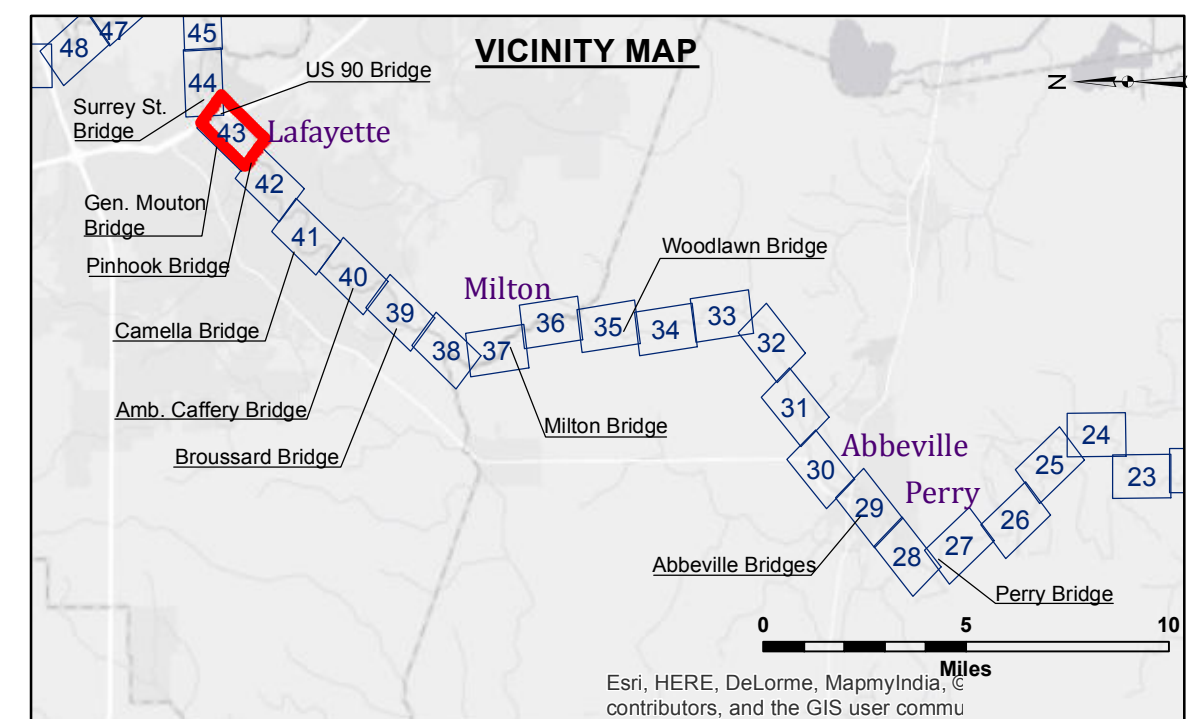 VICINITY MAP
48
47
45
44
US 90 Bridge
Surrey St.
Bridge
N
43
Lafayette
42
Gen. Mouton
Bridge
41
Woodlawn Bridge
Pinhook Bridge
40
Milton
39
36
35
34
33
Camella Bridge
38
37
32
Amb. Caffery Bridge
31
Milton Bridge
24
Broussard Bridge
30
Abbeville
25
23
Perry
29
26
28
27
Abbeville Bridges
Perry Bridge
0
5
10
Miles
Esri, HERE, DeLorme, MapmyIndia, ©
contributors, and the GIS user commu